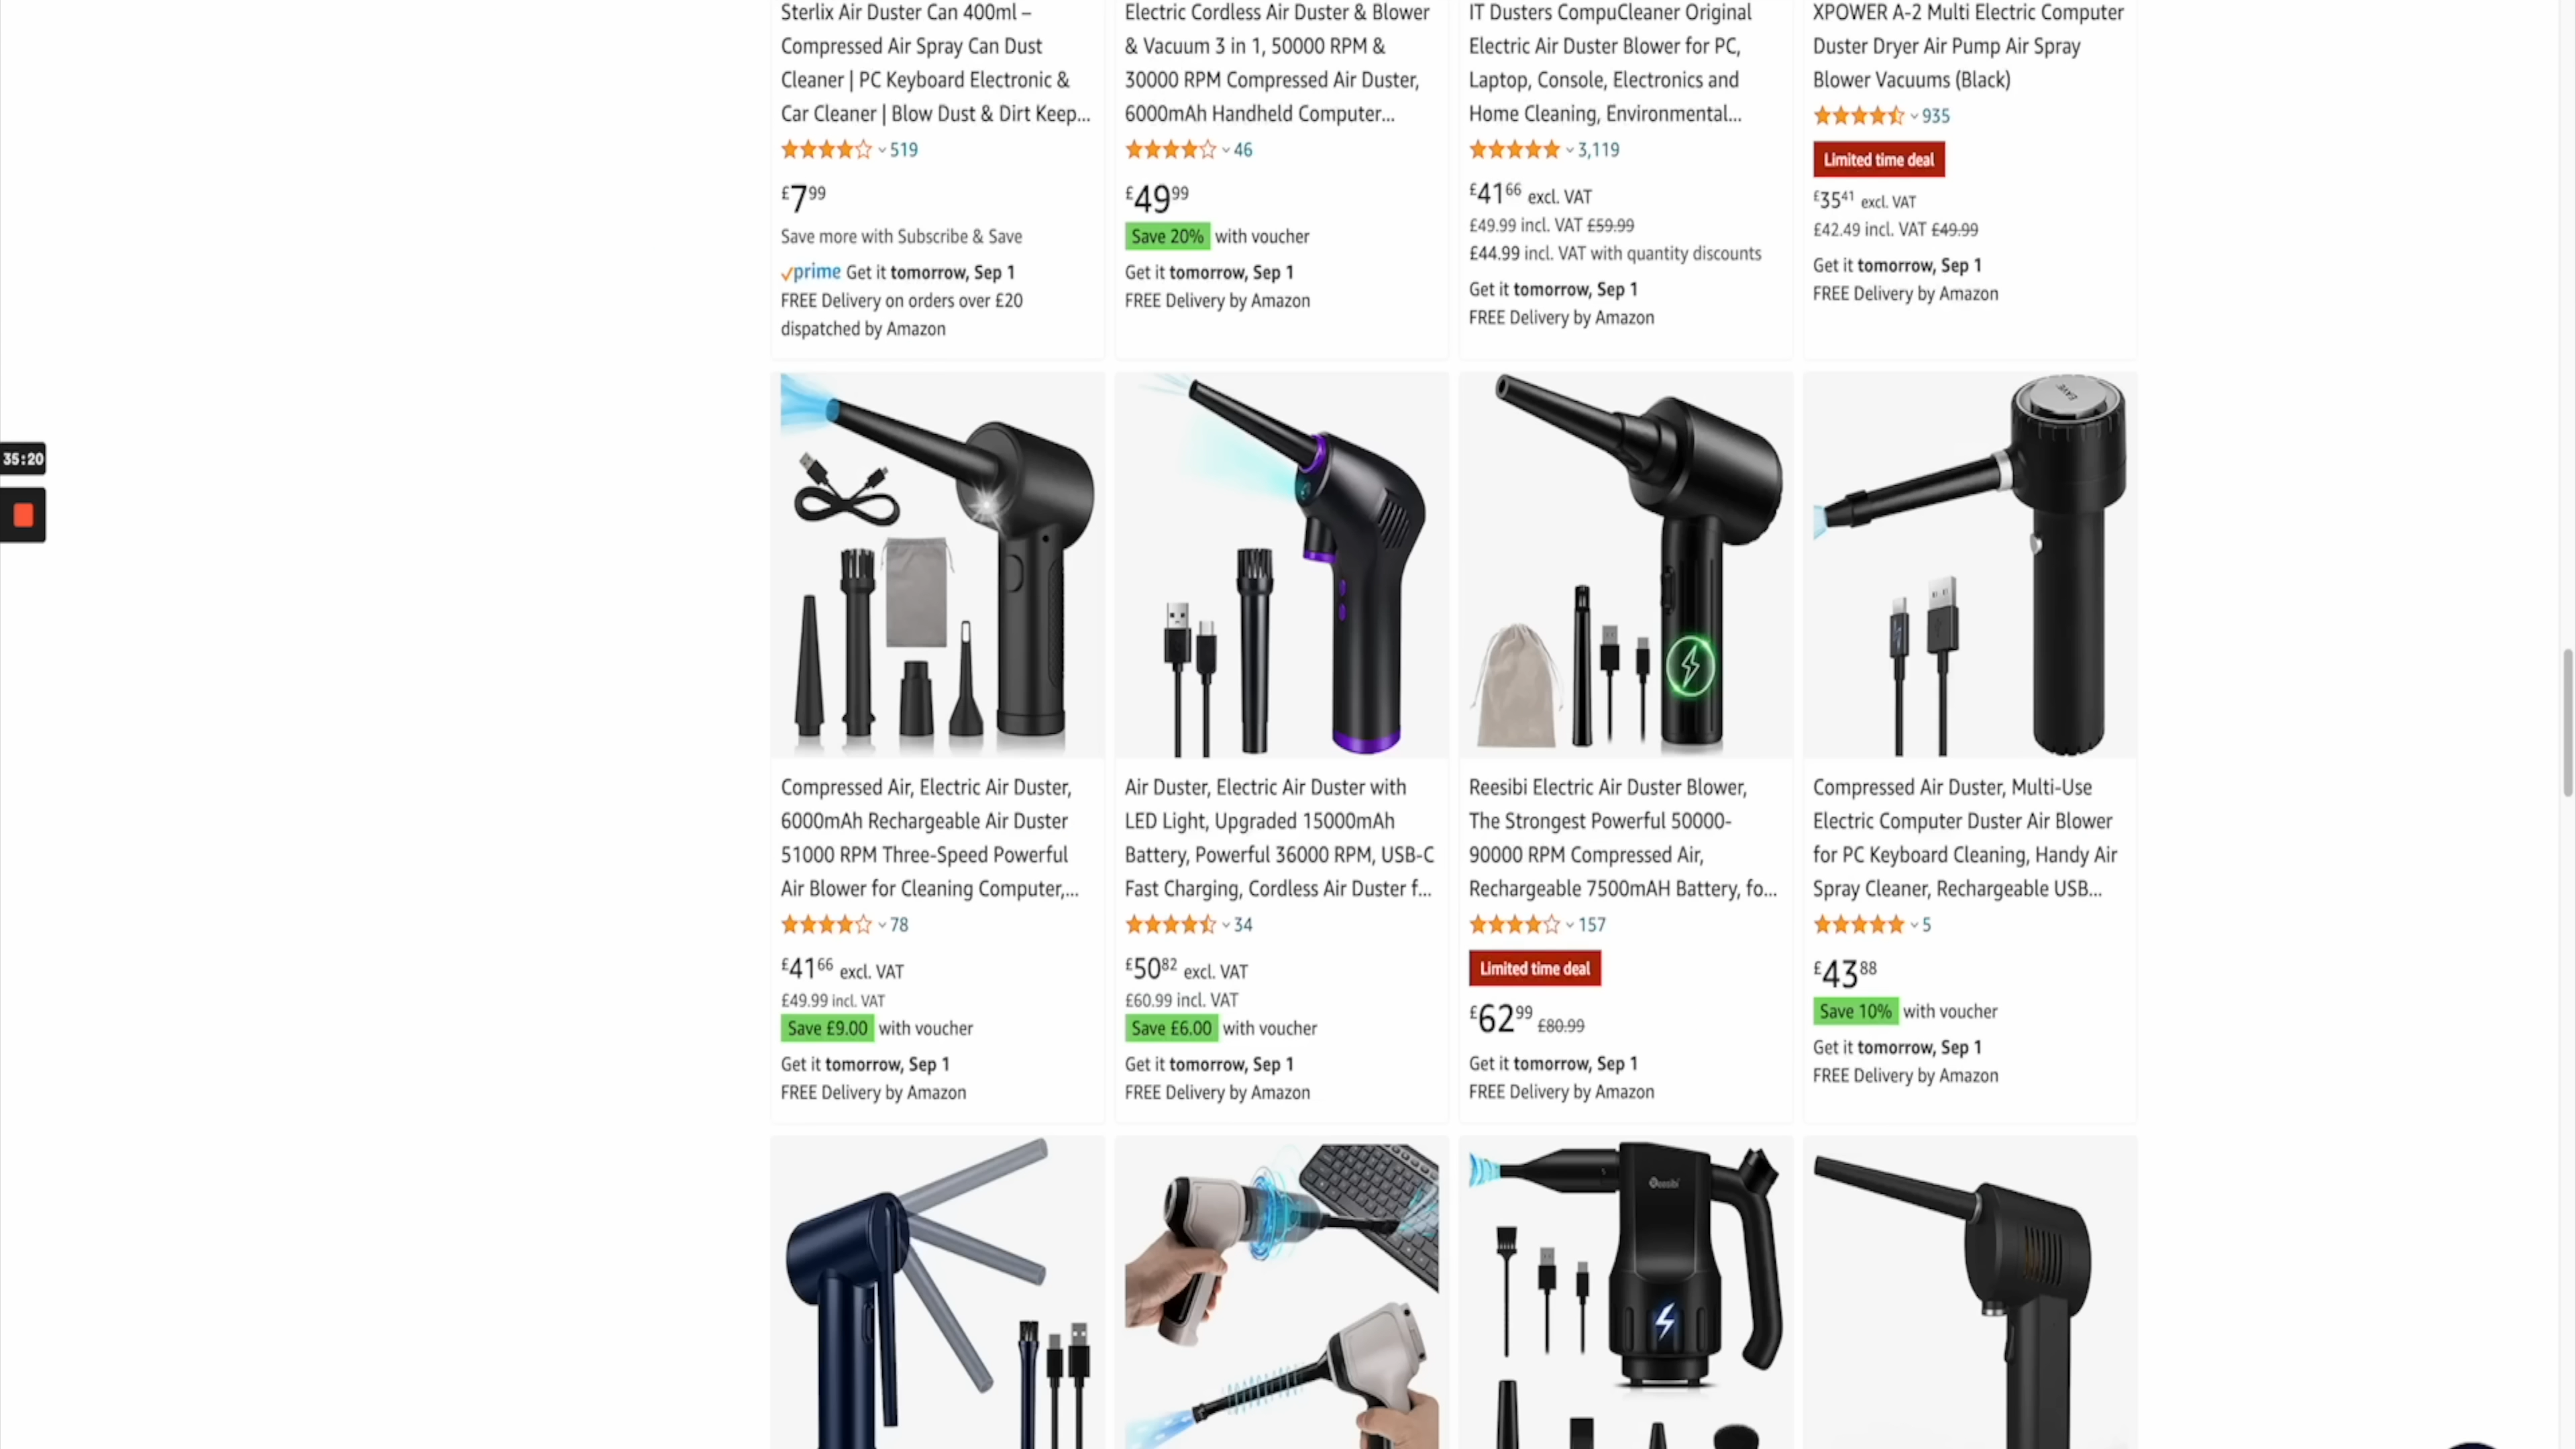 Sterlix Air Duster Can 400ml –
Compressed Air Spray Can Dust
Cleaner | PC Keyboard Electronic &
Car Cleaner | Blow Dust & Dirt Keep...
519
£7.99
Save more with Subscribe & Save
prime Get it tomorrow, Sep 1
FREE Delivery on orders over £20
dispatched by Amazon
Electric Cordless Air Duster & Blower
& Vacuum 3 in 1, 50000 RPM &
30000 RPM Compressed Air Duster,
6000mAh Handheld Computer...
46
£49.99
Save 20% with voucher
Get it tomorrow, Sep 1
FREE Delivery by Amazon
IT Dusters CompuCleaner Original
Electric Air Duster Blower for PC,
Laptop, Console, Electronics and
Home Cleaning, Environmental...
3,119
£41.66 excl. VAT
£49.99 incl. VAT £59.99
£44.99 incl. VAT with quantity discounts
Get it tomorrow, Sep 1
FREE Delivery by Amazon
XPOWER A-2 Multi Electric Computer
Duster Dryer Air Pump Air Spray
Blower Vacuums (Black)
935
Limited time deal
£35.41 excl. VAT
£42.49 incl. VAT £49.99
Get it tomorrow, Sep 1
FREE Delivery by Amazon
35:20
Compressed Air, Electric Air Duster,
6000mAh Rechargeable Air Duster
51000 RPM Three-Speed Powerful
Air Blower for Cleaning Computer,...
78
£41.66 excl. VAT
£49.99 incl. VAT
Save £9.00 with voucher
Get it tomorrow, Sep 1
FREE Delivery by Amazon
Air Duster, Electric Air Duster with
LED Light, Upgraded 15000mAh
Battery, Powerful 36000 RPM, USB-C
Fast Charging, Cordless Air Duster f...
34
£50.82 excl. VAT
£60.99 incl. VAT
Save £6.00 with voucher
Get it tomorrow, Sep 1
FREE Delivery by Amazon
Reesibi Electric Air Duster Blower,
The Strongest Powerful 50000-
90000 RPM Compressed Air,
Rechargeable 7500mAH Battery, fo...
157
Limited time deal
£62.99 £80.99
Get it tomorrow, Sep 1
FREE Delivery by Amazon
Compressed Air Duster, Multi-Use
Electric Computer Duster Air Blower
for PC Keyboard Cleaning, Handy Air
Spray Cleaner, Rechargeable USB...
5
£43.88
Save 10% with voucher
Get it tomorrow, Sep 1
FREE Delivery by Amazon
Reesibi